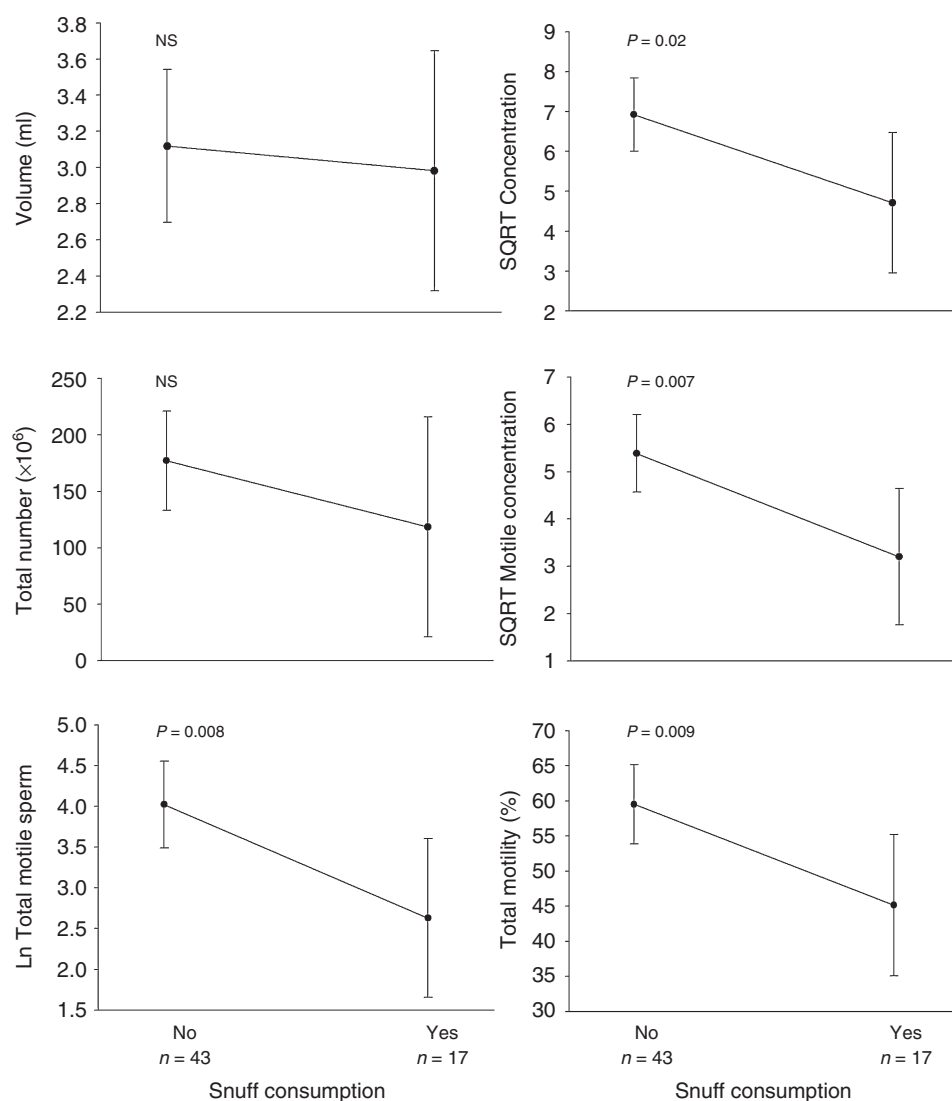 Volume (ml)
3.8
3.6
3.4
3.2
3.0
2.8
2.6
2.4
2.2
NS
SQRT Concentration
9
8
7
6
5
4
3
2
P = 0.02
Total number (×10⁶)
250
200
150
100
50
0
NS
SQRT Motile concentration
7
6
5
4
3
2
1
P = 0.007
Ln Total motile sperm
5.0
4.5
4.0
3.5
3.0
2.5
2.0
1.5
P = 0.008
No
Yes
n = 43
n = 17
Snuff consumption
Total motility (%)
70
65
60
55
50
45
40
35
30
P = 0.009
No
Yes
n = 43
n = 17
Snuff consumption